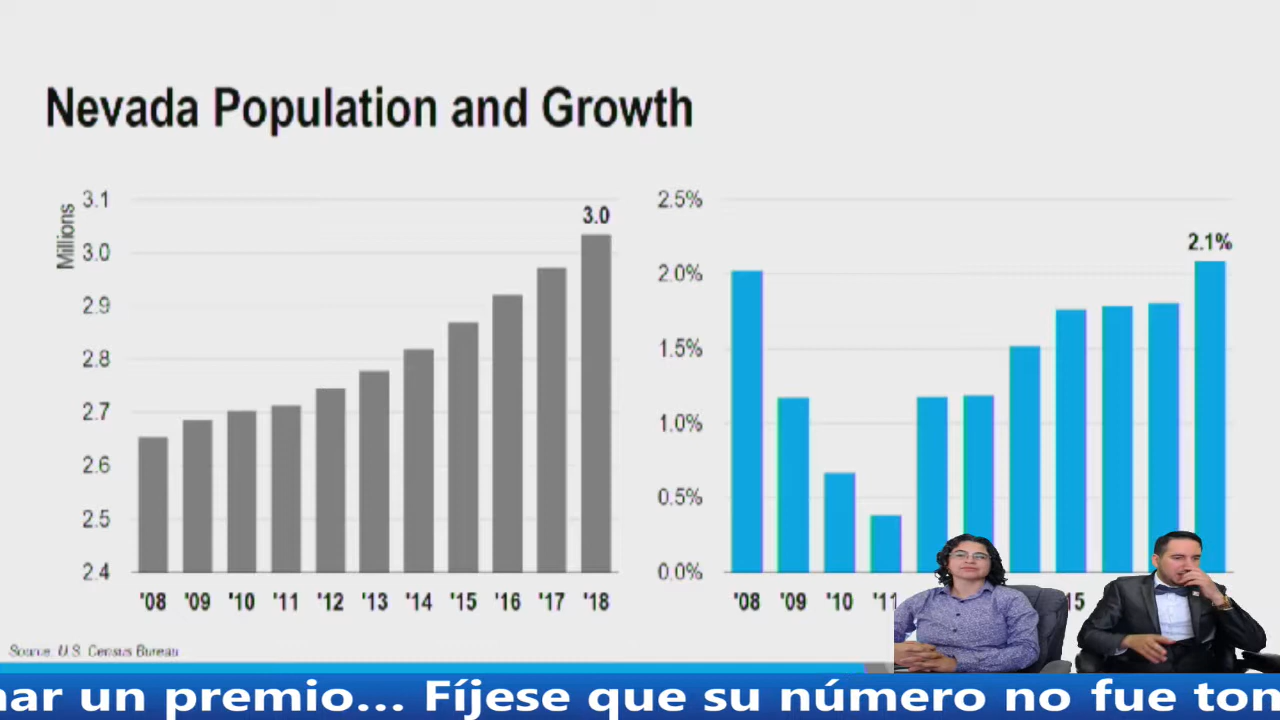 Nevada Population and Growth
Millions
3.1
3.0
2.9
2.8
2.7
2.6
2.5
2.4
3.0
'08 '09 '10 '11 '12 '13 '14 '15 '16 '17 '18
2.5%
2.0%
1.5%
1.0%
0.5%
0.0%
2.1%
'08 '09 '10 '11 15
Source: U.S. Census Bureau
nar un premio... Fíjese que su número no fue tom